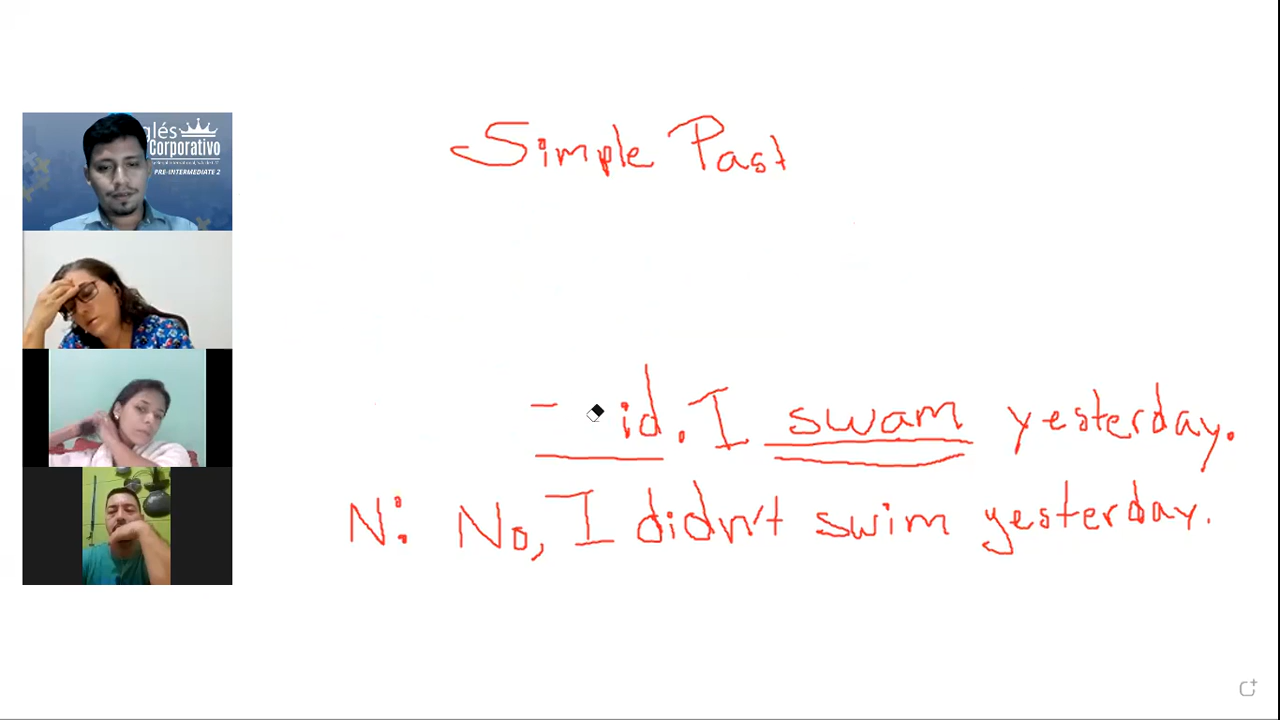 Simple Past
glés
Corporativo
PRE-INTERMEDIATE 2
id. I swam yesterday.
N: No, I didn't swim yesterday.